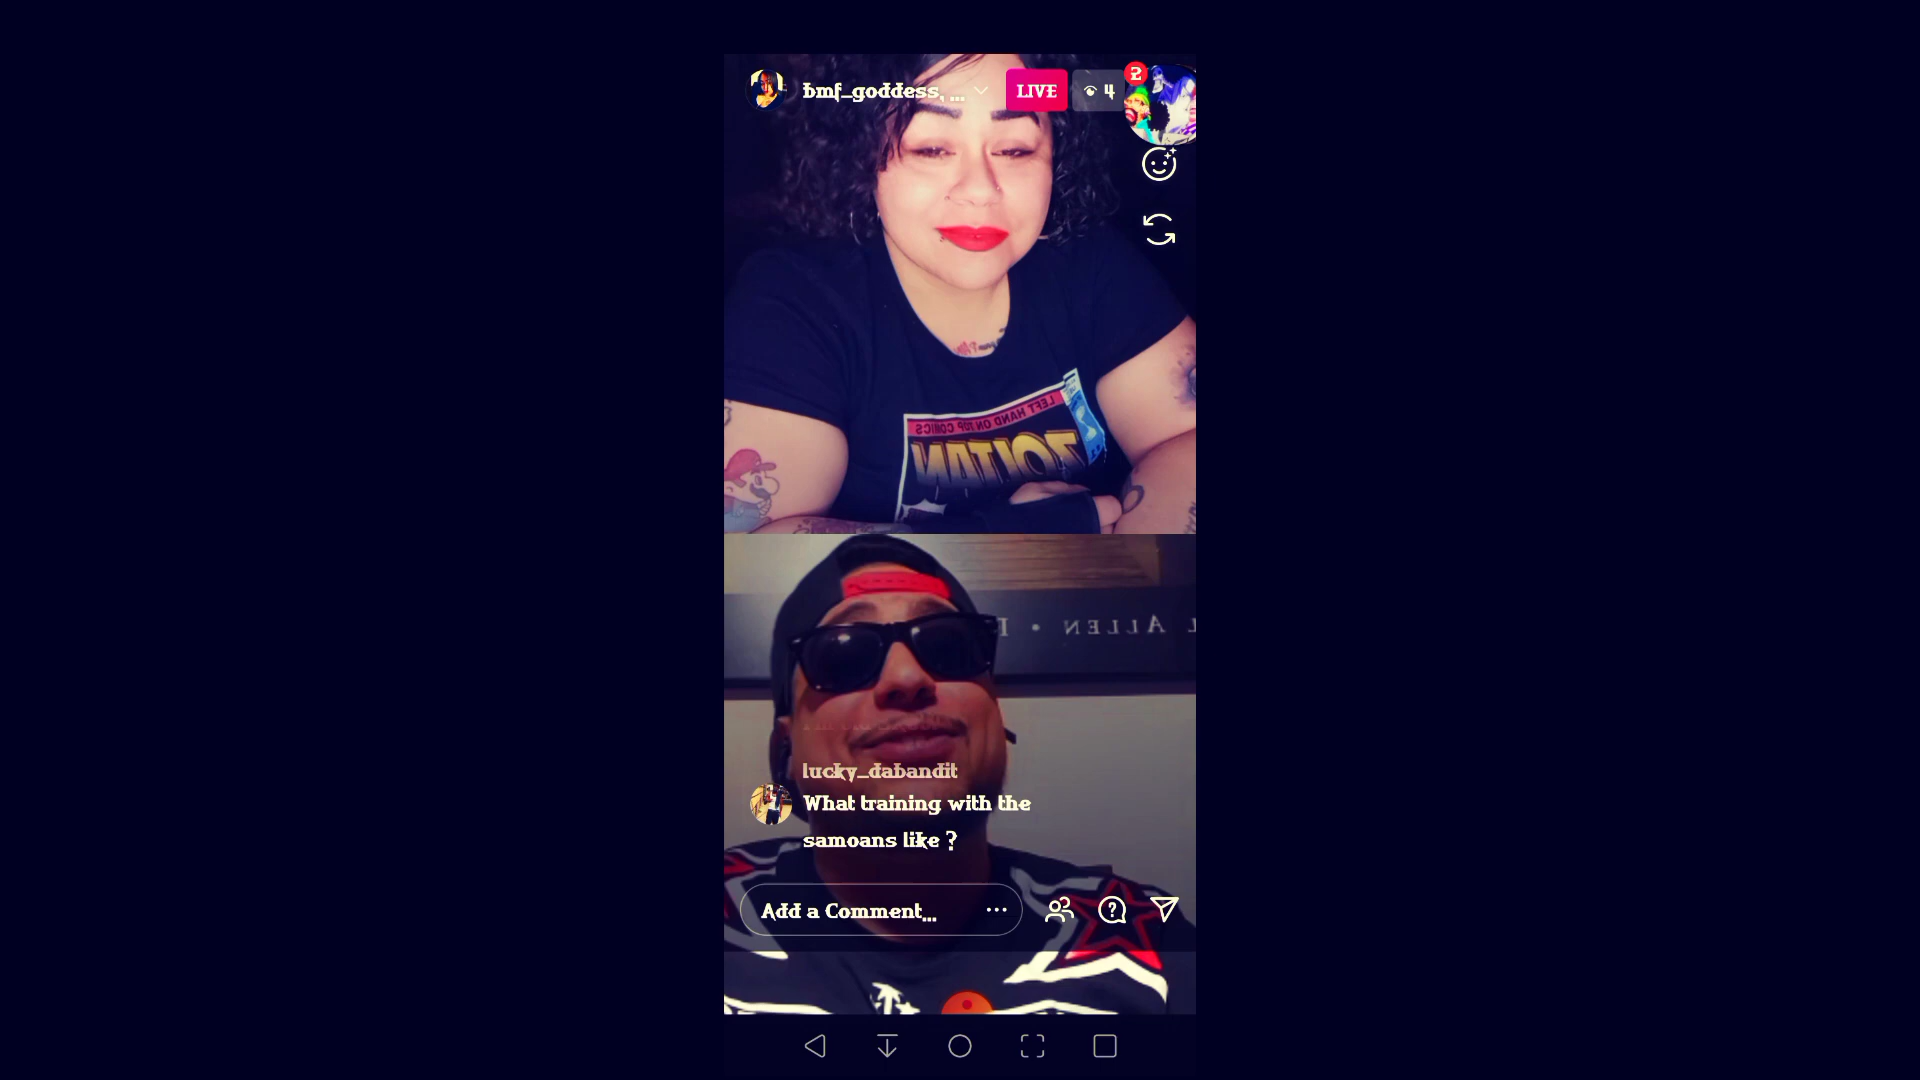 bmf_goddess, ...
LIVE
4
2
LEFT HAND ON TOP COMICS
ZOLTAN
L ALLEN •
lucky_dabandit
What training with the
samoans like ?
Add a Comment...